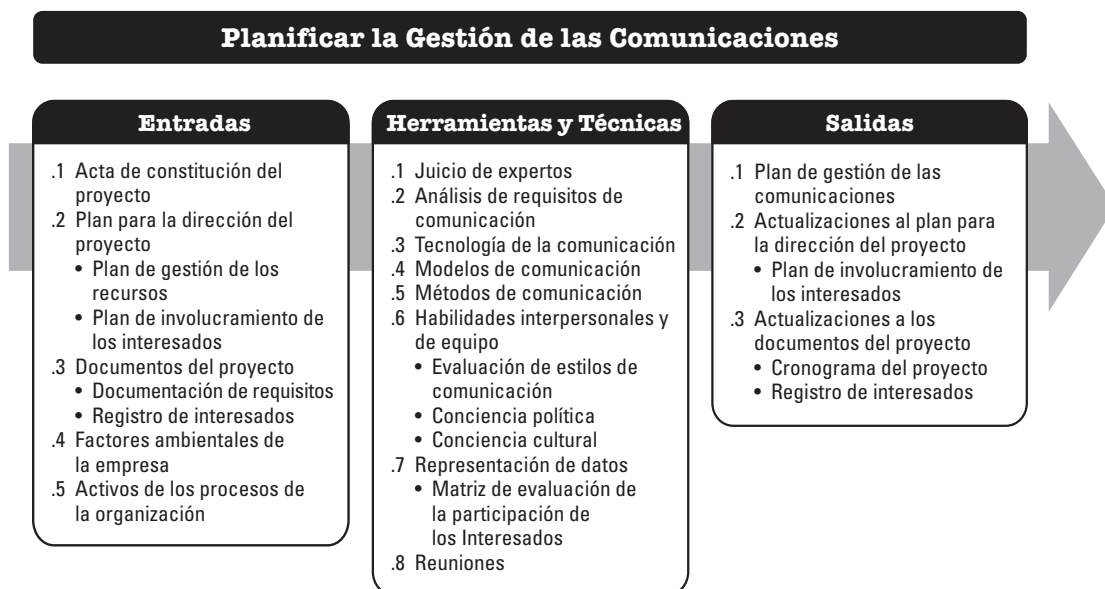 Planificar la Gestión de las Comunicaciones
Entradas
.1 Acta de constitución del
proyecto
.2 Plan para la dirección del
proyecto
• Plan de gestión de los
recursos
• Plan de involucramiento de
los interesados
.3 Documentos del proyecto
• Documentación de requisitos
• Registro de interesados
.4 Factores ambientales de
la empresa
.5 Activos de los procesos de
la organización
Herramientas y Técnicas
.1 Juicio de expertos
.2 Análisis de requisitos de
comunicación
.3 Tecnología de la comunicación
.4 Modelos de comunicación
.5 Métodos de comunicación
.6 Habilidades interpersonales y
de equipo
• Evaluación de estilos de
comunicación
• Conciencia política
• Conciencia cultural
.7 Representación de datos
• Matriz de evaluación de
la participación de
los Interesados
.8 Reuniones
Salidas
.1 Plan de gestión de las
comunicaciones
.2 Actualizaciones al plan para
la dirección del proyecto
• Plan de involucramiento de
los interesados
.3 Actualizaciones a los
documentos del proyecto
• Cronograma del proyecto
• Registro de interesados